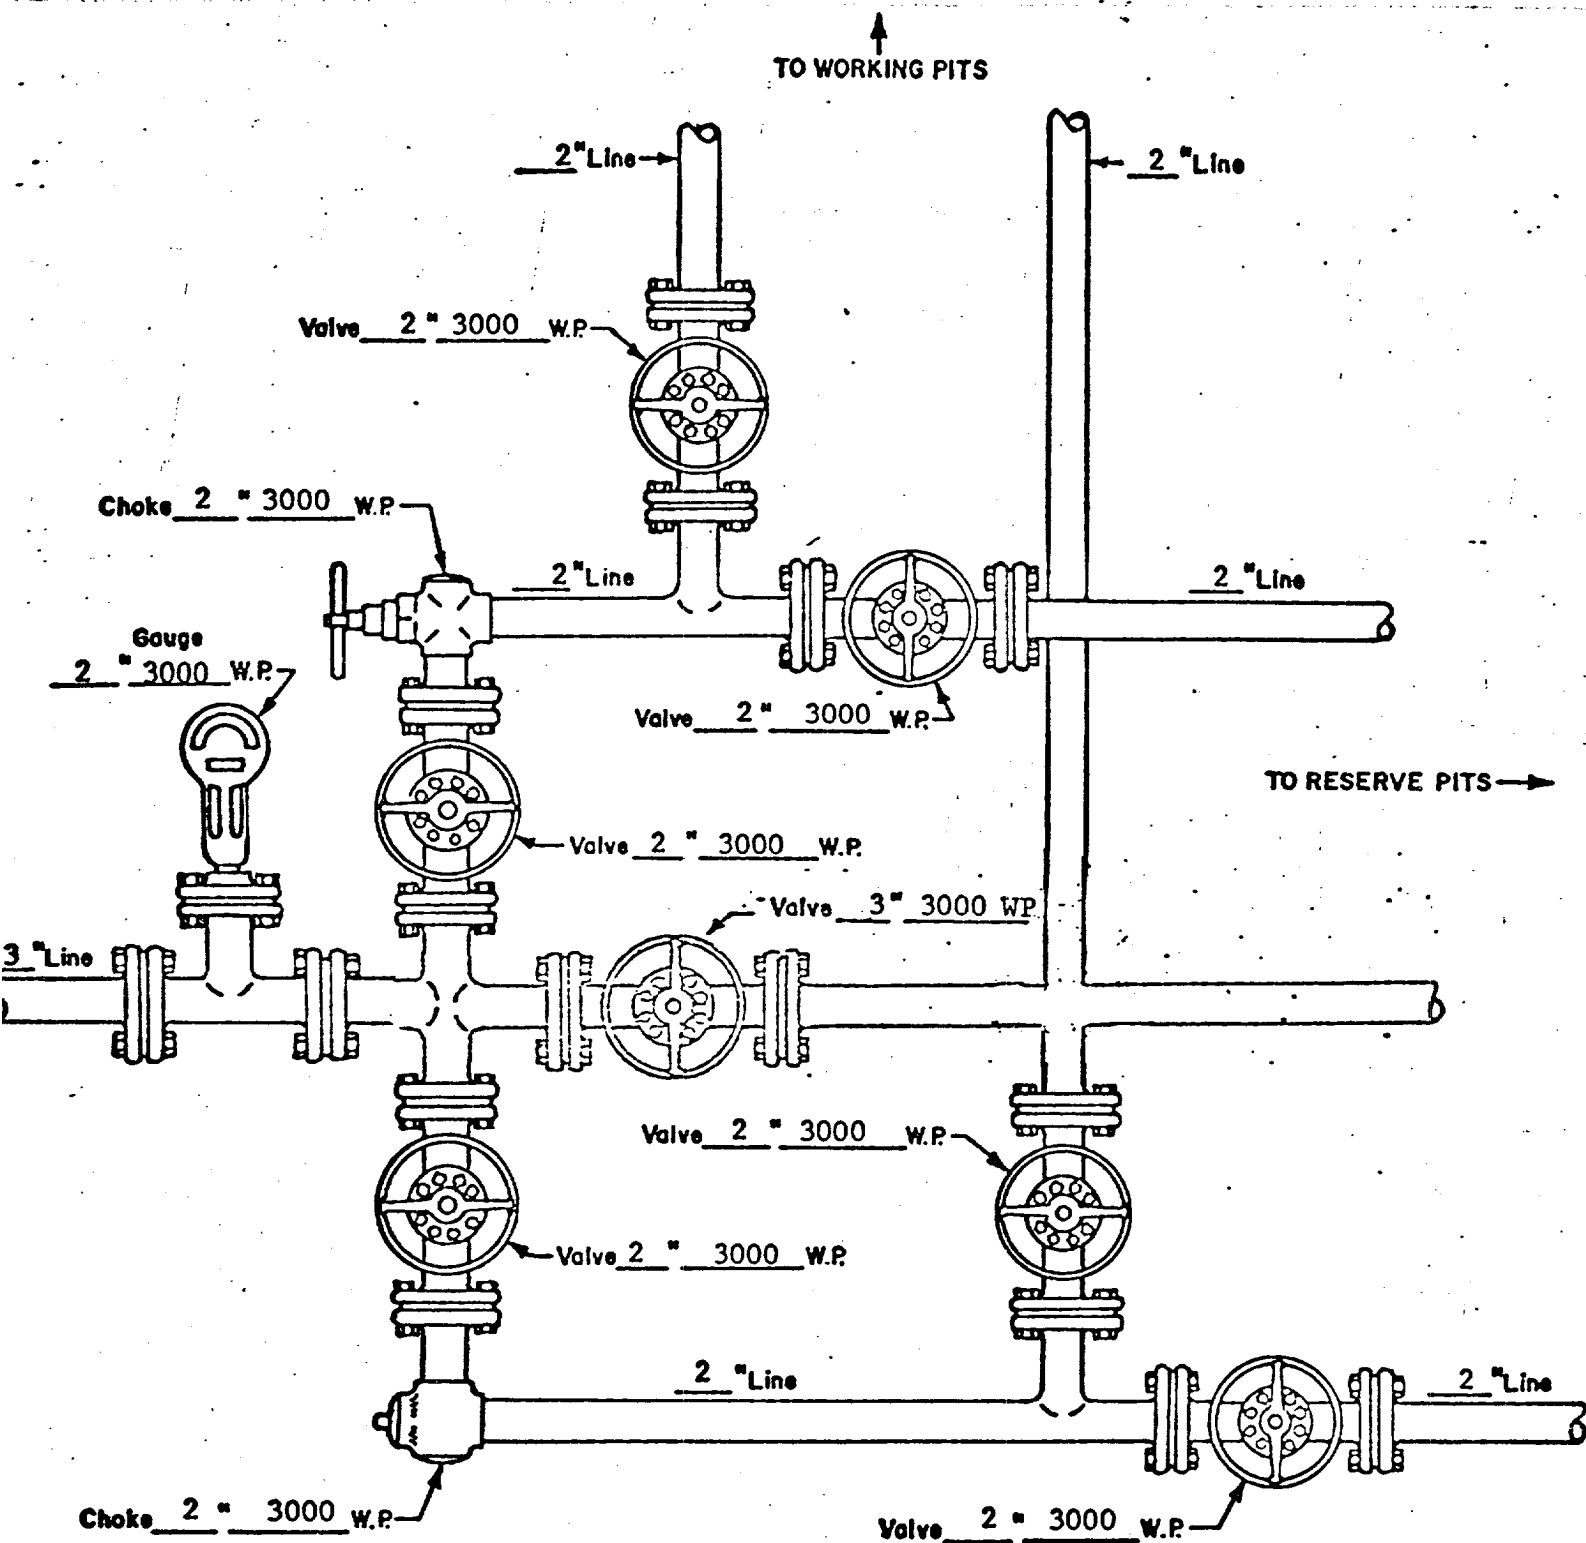 TO WORKING PITS
2 "Line
2 "Line
Valve 2 " 3000 W.P.
Choke 2 " 3000 W.P.
2 "Line
2 "Line
Gauge
2 " 3000 W.P.
Valve 2 " 3000 W.P.
TO RESERVE PITS
Valve 2 " 3000 W.P.
Valve 3" 3000 WP
3 "Line
Valve 2 " 3000 W.P.
Valve 2 " 3000 W.P.
2 "Line
2 "Line
Choke 2 " 3000 W.P.
Valve 2 " 3000 W.P.